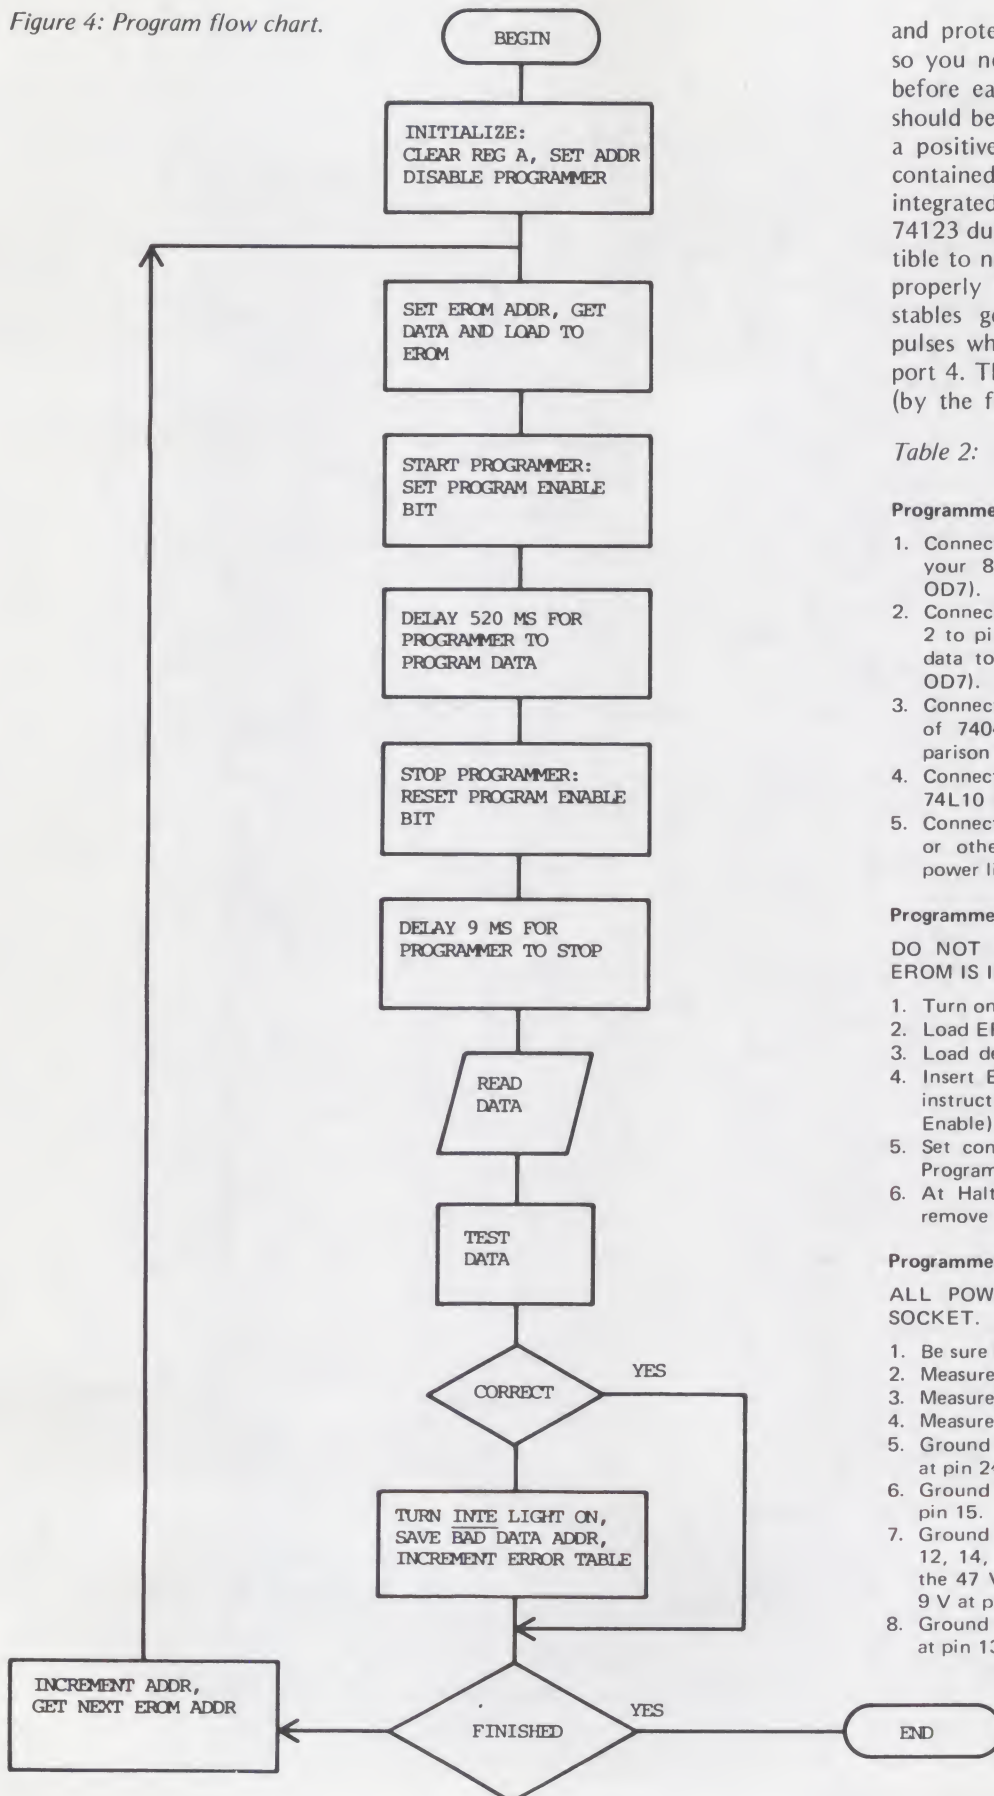 Figure 4: Program flow chart.
BEGIN
INITIALIZE:
CLEAR REG A, SET ADDR
DISABLE PROGRAMMER
SET EROM ADDR, GET
DATA AND LOAD TO
EROM
START PROGRAMMER:
SET PROGRAM ENABLE
BIT
DELAY 520 MS FOR
PROGRAMMER TO
PROGRAM DATA
STOP PROGRAMMER:
RESET PROGRAM ENABLE
BIT
DELAY 9 MS FOR
PROGRAMMER TO STOP
READ
DATA
TEST
DATA
CORRECT
YES
TURN INTE LIGHT ON,
SAVE BAD DATA ADDR,
INCREMENT ERROR TABLE
INCREMENT ADDR,
GET NEXT EROM ADDR
FINISHED
YES
END
and prote
so you ne
before ea
should be
a positive
contained
integrated
74123 du
tible to n
properly
stables ge
pulses wh
port 4. Th
(by the f
Table 2:
Programme
1. Connec
your 8
OD7).
2. Connec
2 to pi
data to
OD7).
3. Connec
of 740
parison
4. Connect
74L10
5. Connect
or othe
power li
Programme
DO NOT
EROM IS I
1. Turn on
2. Load EF
3. Load de
4. Insert E
instruct
Enable)
5. Set con
Program
6. At Halt
remove
Programme
ALL POW
SOCKET.
1. Be sure
2. Measure
3. Measure
4. Measure
5. Ground
at pin 24
6. Ground
pin 15.
7. Ground
12, 14,
the 47 V
9 V at p
8. Ground
at pin 13